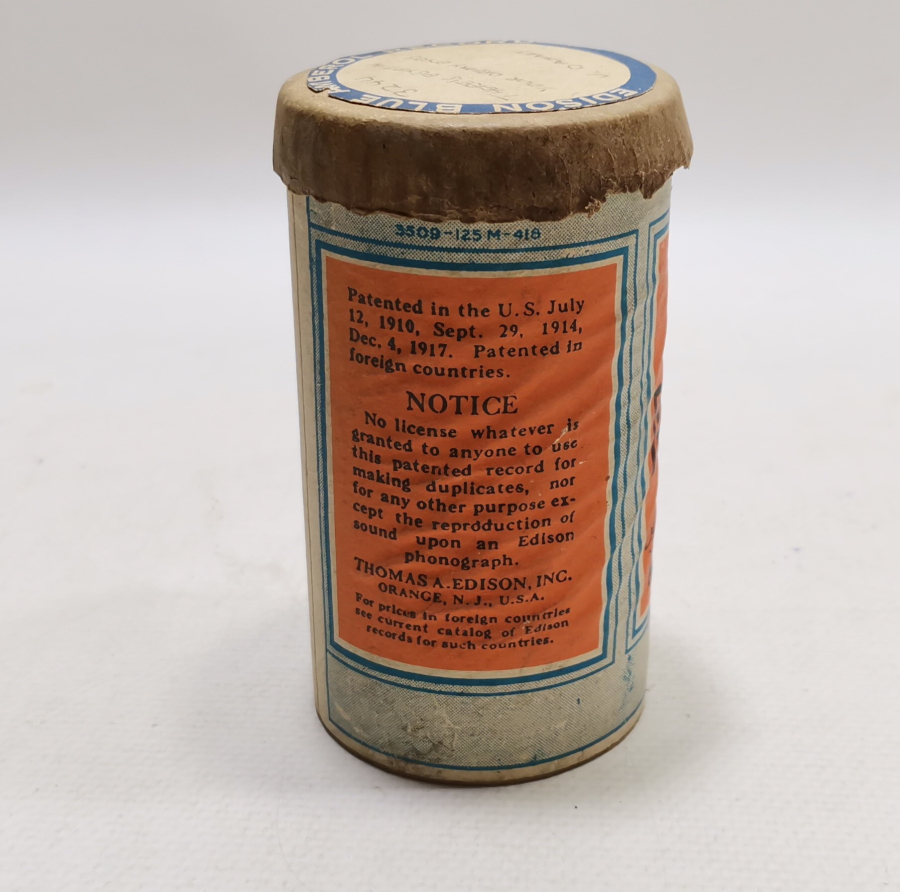 EDISON BLUE AMBEROL
3240
3509-125M-418
Patented in the U.S. July
12, 1910, Sept. 29, 1914,
Dec. 4, 1917. Patented in
foreign countries.
NOTICE
No license whatever is
granted to anyone to use
this patented record for
making duplicates, nor
for any other purpose ex-
cept the reproduction of
sound upon an Edison
phonograph.
THOMAS A. EDISON, INC.
ORANGE, N. J., U.S.A.
For prices in foreign countries
see current catalog of Edison
records for such countries.